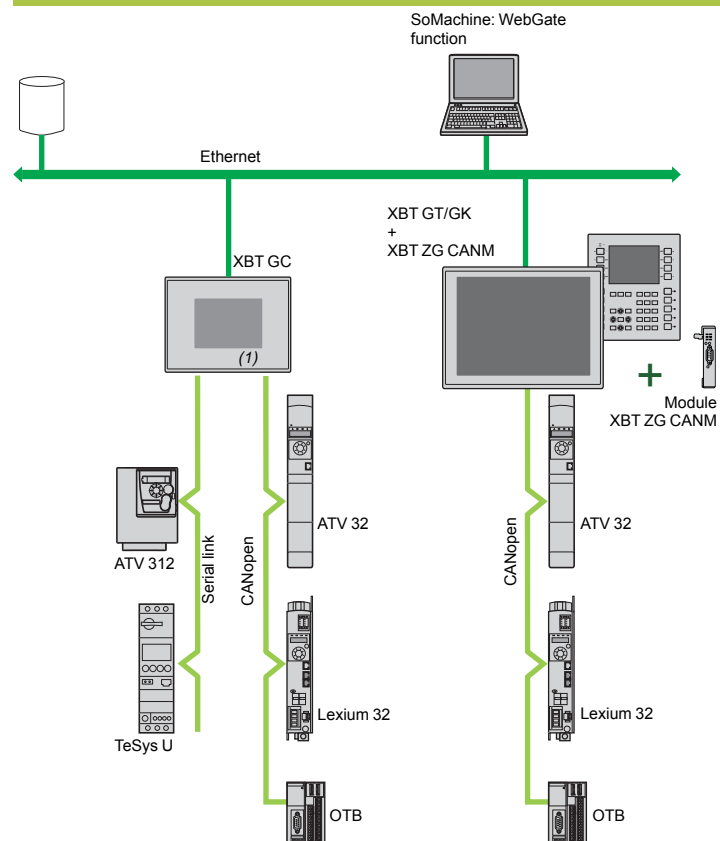 SoMachine: WebGate
function
Ethernet
XBT GT/GK
+
XBT ZG CANM
XBT GC
(1)
+
Module
XBT ZG CANM
ATV 312
Serial link
CANopen
ATV 32
CANopen
ATV 32
TeSys U
Lexium 32
Lexium 32
OTB
OTB